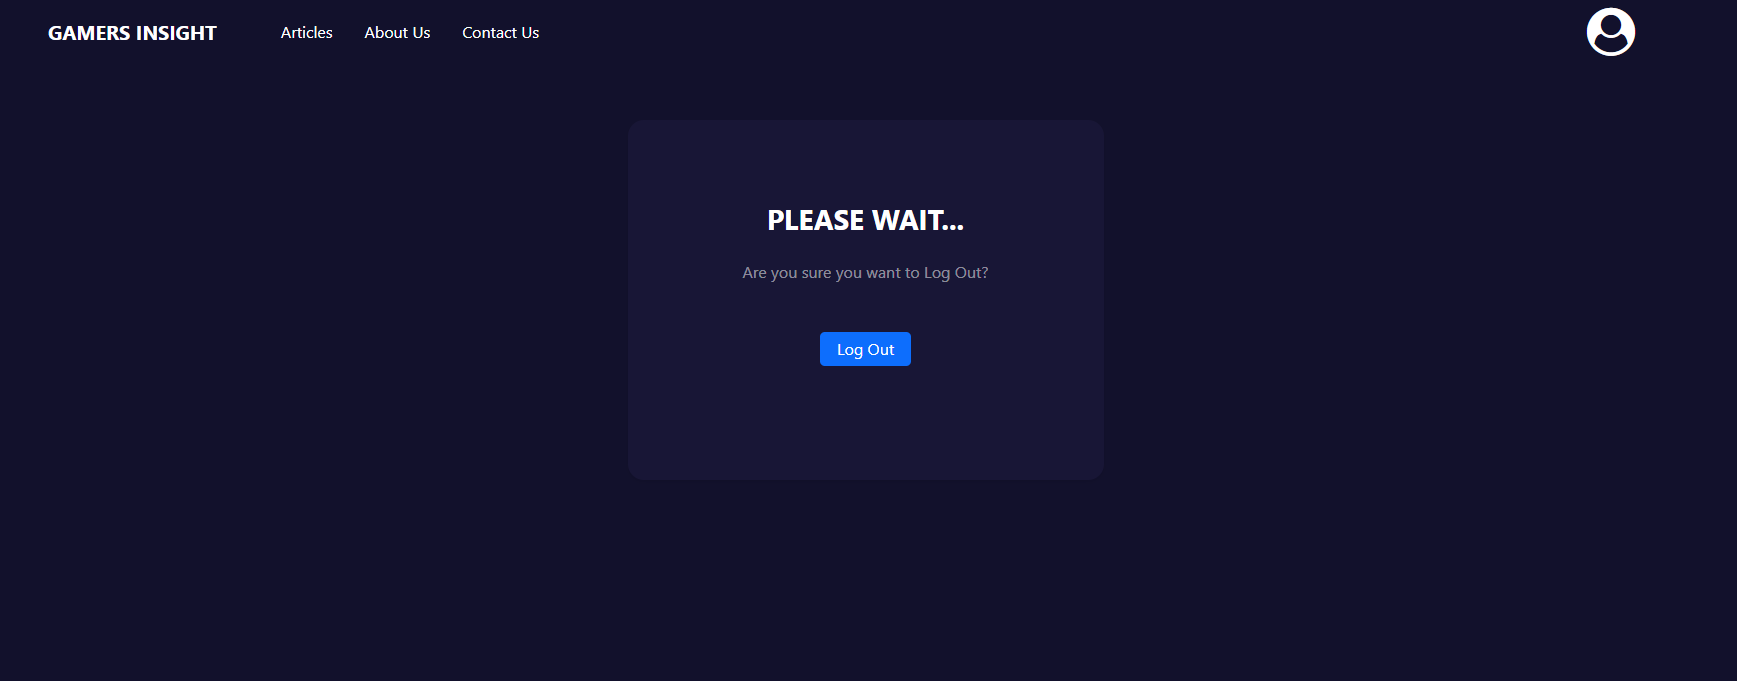 GAMERS INSIGHT Articles About Us Contact Us
PLEASE WAIT...
Are you sure you want to Log Out?
Log Out